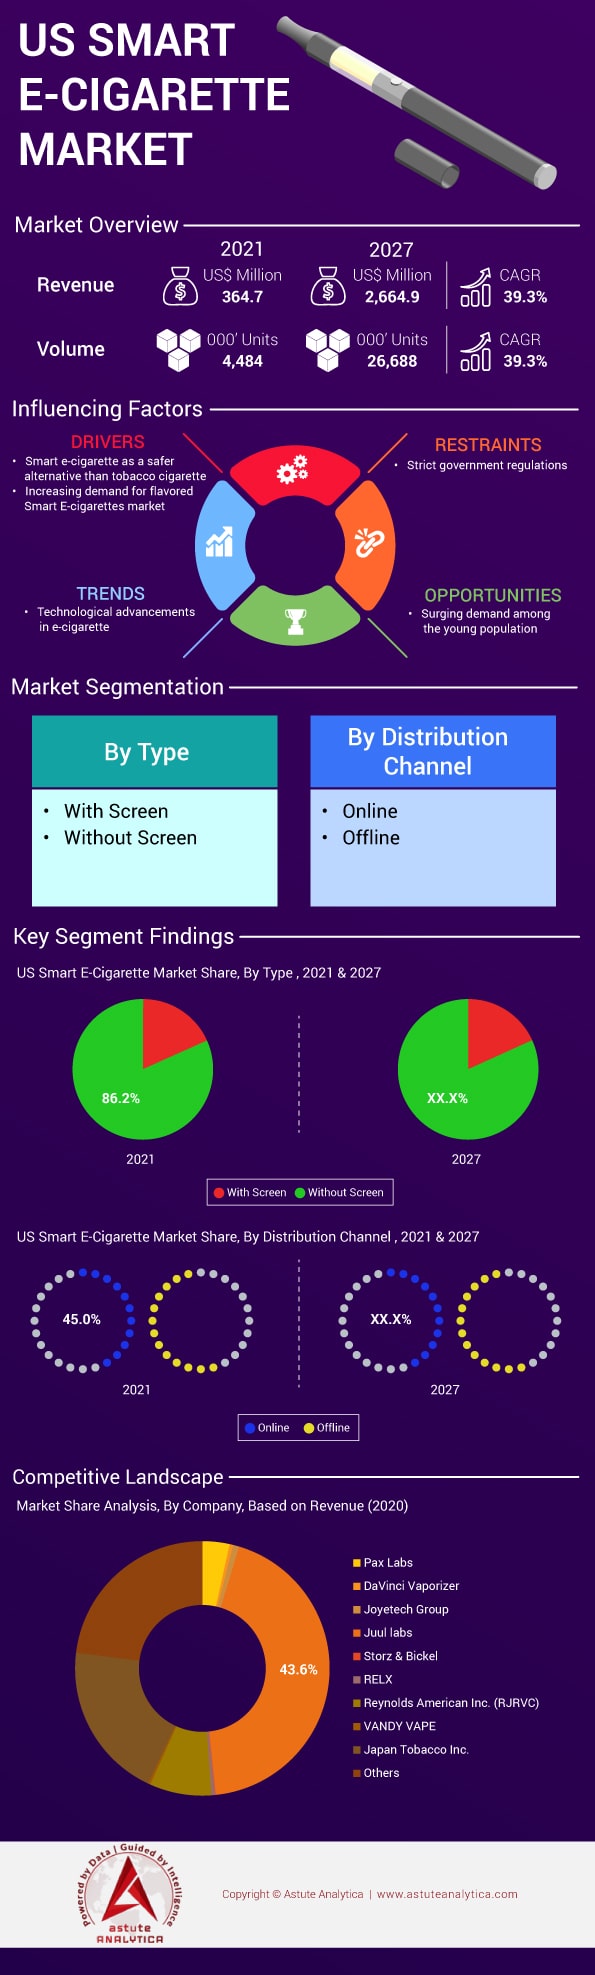 US SMART
E-CIGARETTE
MARKET
Market Overview
2021
2027
Revenue
US$ Million
364.7
US$ Million
2,664.9
CAGR
39.3%
Volume
000' Units
4,484
000' Units
26,688
CAGR
39.3%
Influencing Factors
DRIVERS
• Smart e-cigarette as a safer
alternative than tobacco cigarette
• Increasing demand for flavored
Smart E-cigarettes market
RESTRAINTS
• Strict government regulations
TRENDS
• Technological advancements
in e-cigarette
OPPORTUNITIES
• Surging demand among
the young population
Market Segmentation
By Type
• With Screen
• Without Screen
By Distribution
Channel
• Online
• Offline
Key Segment Findings
US Smart E-Cigarette Market Share, By Type , 2021 & 2027
86.2%
XX.X%
2021
2027
With Screen
Without Screen
US Smart E-Cigarette Market Share, By Distribution Channel , 2021 & 2027
45.0%
XX.X%
2021
2027
Online
Offline
Competitive Landscape
Market Share Analysis, By Company, Based on Revenue (2020)
43.6%
Pax Labs
DaVinci Vaporizer
Joyetech Group
Juul labs
Storz & Bickel
RELX
Reynolds American Inc. (RJRVC)
VANDY VAPE
Japan Tobacco Inc.
Others
Powered by Data | Guided by Intelligence
astute
ANALYTICA
Copyright © Astute Analytica | www.astuteanalytica.com